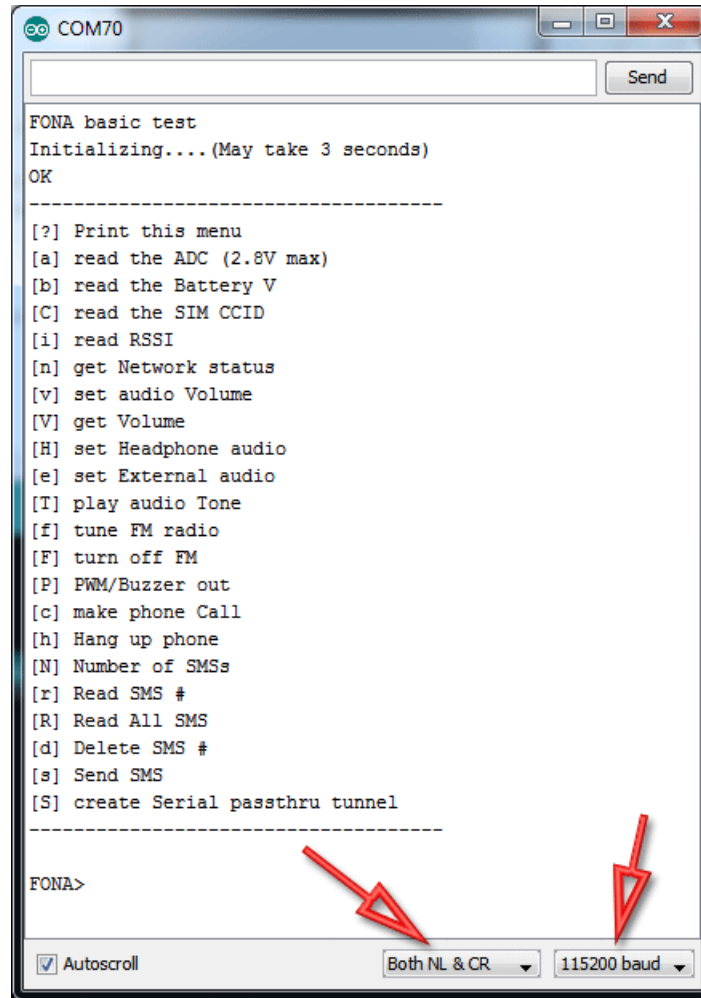 COM70
Send
FONA basic test
Initializing....(May take 3 seconds)
OK
-------------------------------------
[?] Print this menu
[a] read the ADC (2.8V max)
[b] read the Battery V
[C] read the SIM CCID
[i] read RSSI
[n] get Network status
[v] set audio Volume
[V] get Volume
[H] set Headphone audio
[e] set External audio
[T] play audio Tone
[f] tune FM radio
[F] turn off FM
[P] PWM/Buzzer out
[c] make phone Call
[h] Hang up phone
[N] Number of SMSs
[r] Read SMS #
[R] Read All SMS
[d] Delete SMS #
[s] Send SMS
[S] create Serial passthru tunnel
-------------------------------------
FONA>
Autoscroll Both NL & CR 115200 baud